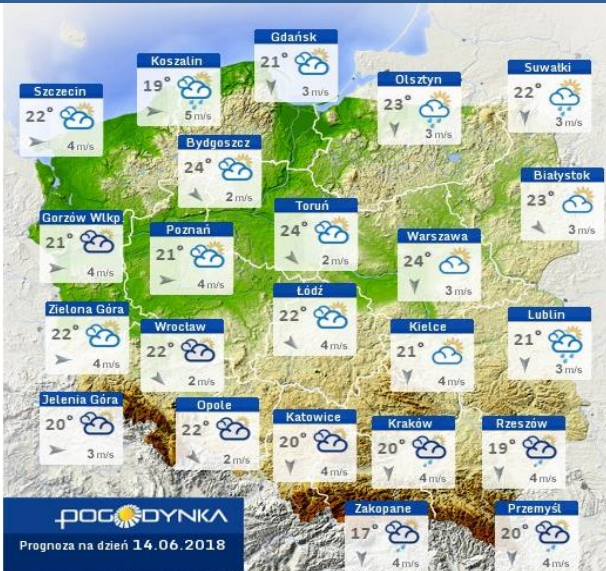 Gdańsk
21°
3 m/s
Koszalin
19°
5 m/s
Szczecin
22°
4 m/s
Olsztyn
23°
3 m/s
Suwałki
22°
3 m/s
Bydgoszcz
24°
2 m/s
Białystok
23°
3 m/s
Gorzów Wlkp
21°
4 m/s
Poznań
21°
4 m/s
Toruń
24°
2 m/s
Warszawa
24°
3 m/s
Zielona Góra
22°
4 m/s
Wrocław
22°
2 m/s
Łódź
22°
4 m/s
Kielce
21°
4 m/s
Lublin
21°
3 m/s
Jelenia Góra
20°
3 m/s
Opole
22°
2 m/s
Katowice
20°
4 m/s
Kraków
20°
4 m/s
Rzeszów
19°
4 m/s
Zakopane
17°
4 m/s
Przemyśl
20°
4 m/s
POGODYNKA
Prognoza na dzień 14.06.2018